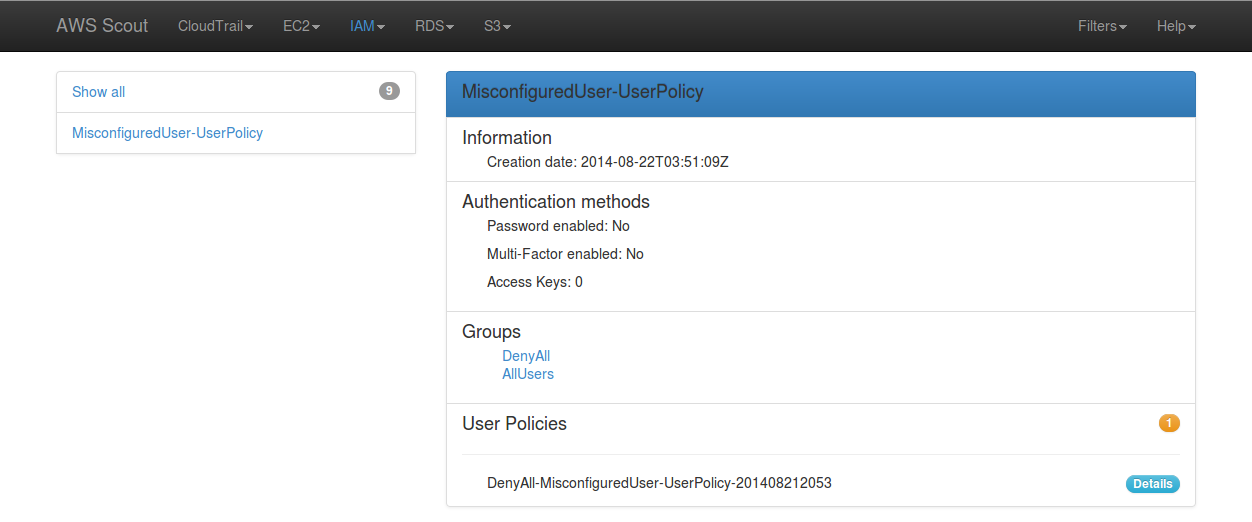 AWS Scout CloudTrail EC2 IAM RDS S3 Filters Help
Show all 9
MisconfiguredUser-UserPolicy
MisconfiguredUser-UserPolicy
Information
Creation date: 2014-08-22T03:51:09Z
Authentication methods
Password enabled: No
Multi-Factor enabled: No
Access Keys: 0
Groups
DenyAll
AllUsers
User Policies 1
DenyAll-MisconfiguredUser-UserPolicy-201408212053 Details